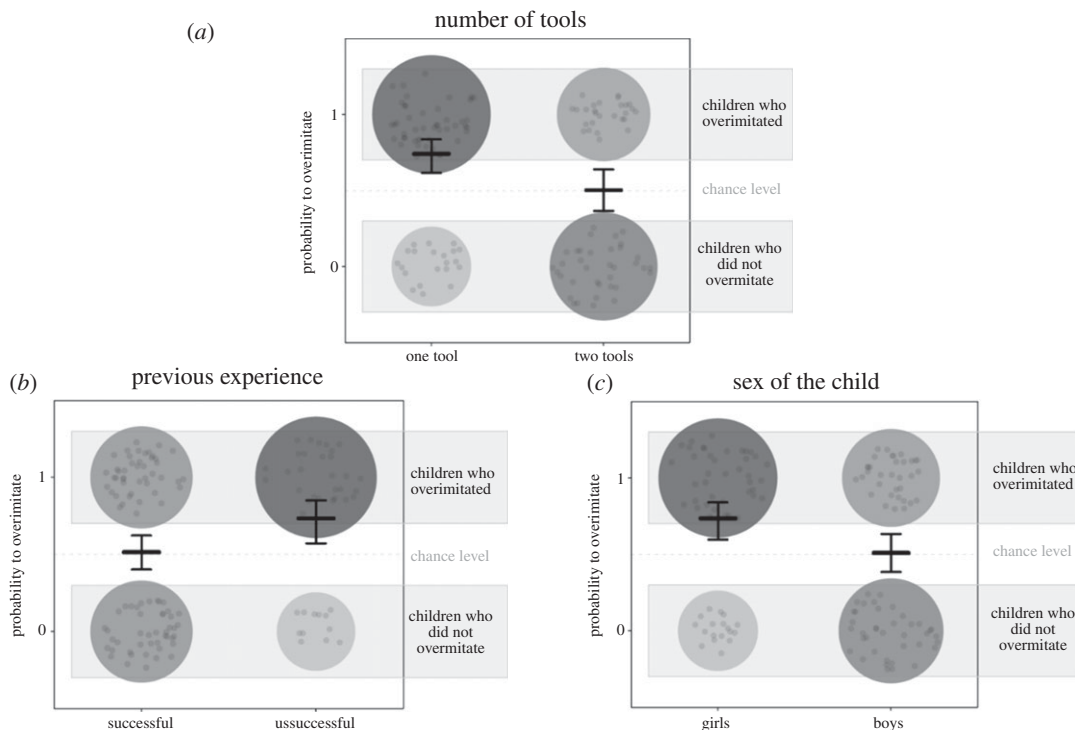 (a)
number of tools
probability to overimitate
1
0
children who
overimitated
chance level
children who
did not
overmitate
one tool
two tools
(b)
previous experience
probability to overimitate
1
0
children who
overimitated
chance level
children who
did not
overmitate
successful
ussuccessful
(c)
sex of the child
probability to overimitate
1
0
children who
overimitated
chance level
children who
did not
overmitate
girls
boys